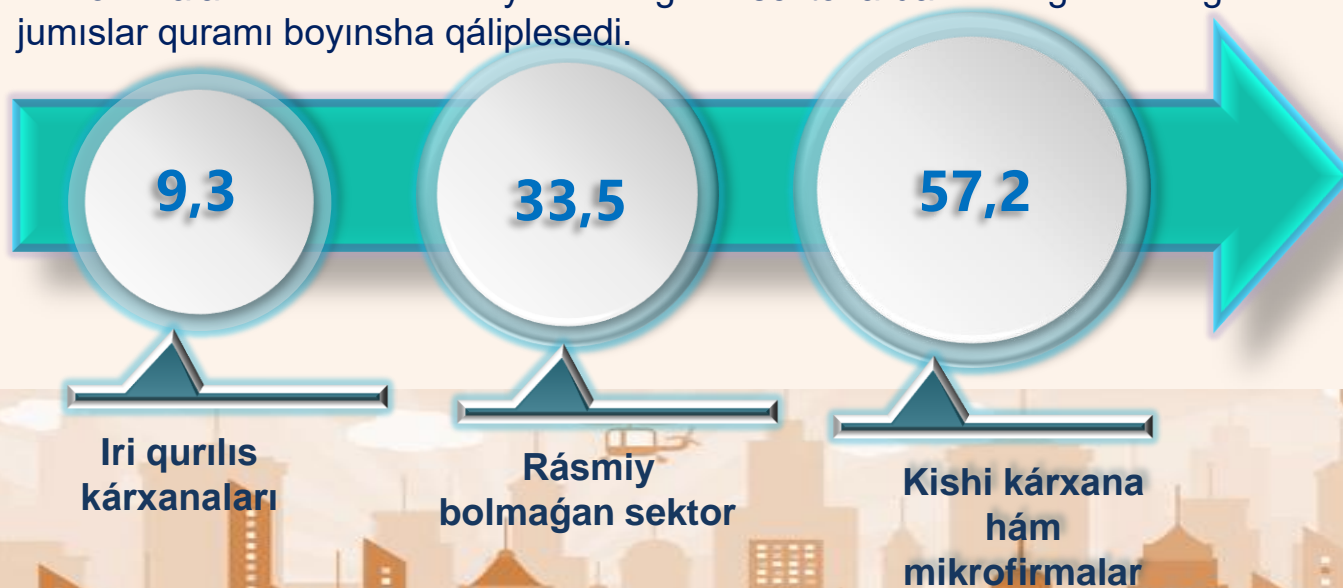 jumıslar quramı boyınsha qáliplesedi.
9,3
33,5
57,2
Iri qurılıs
kárxanaları
Rásmiy
bolmaǵan sektor
Kishi kárxana
hám
mikrofirmalar